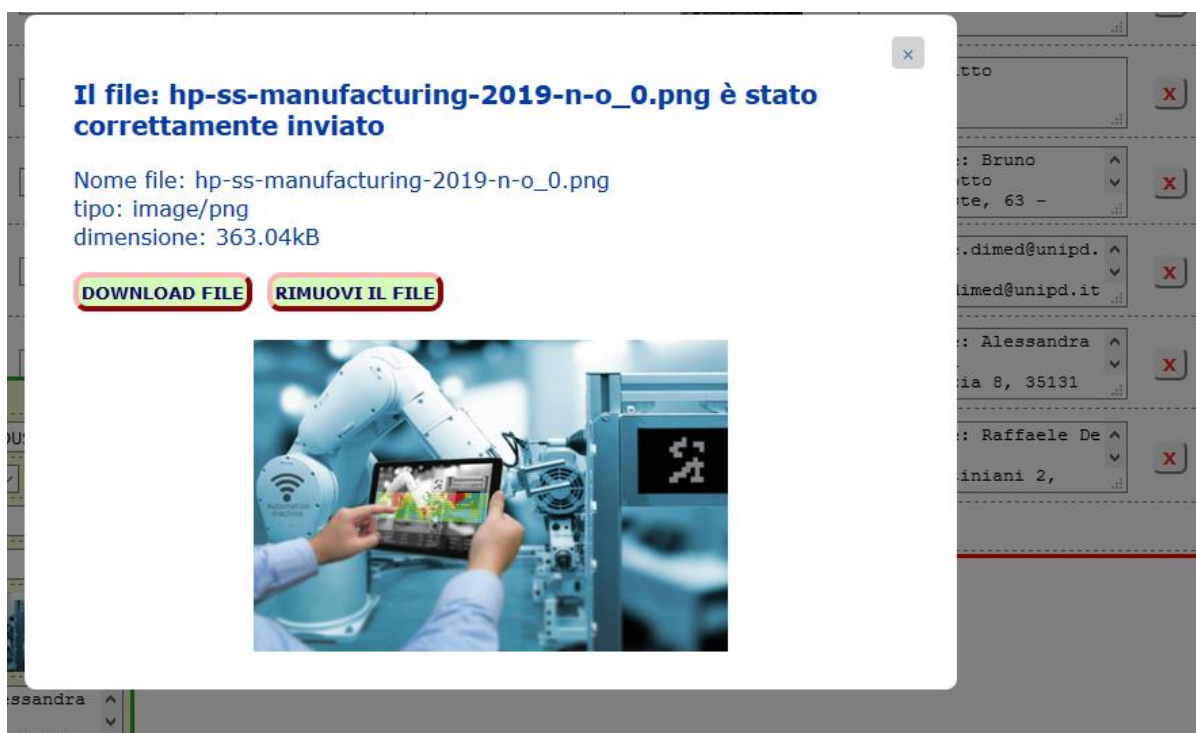 ×
Il file: hp-ss-manufacturing-2019-n-o_0.png è stato
correttamente inviato
Nome file: hp-ss-manufacturing-2019-n-o_0.png
tipo: image/png
dimensione: 363.04kB
DOWNLOAD FILE RIMUOVI IL FILE
Automation
machine
tto
X
: Bruno
tto
te, 63 -
X
.dimed@unipd.
imed@unipd.it
X
: Alessandra
ia 8, 35131
X
: Raffaele De
iniani 2,
X
ssandra